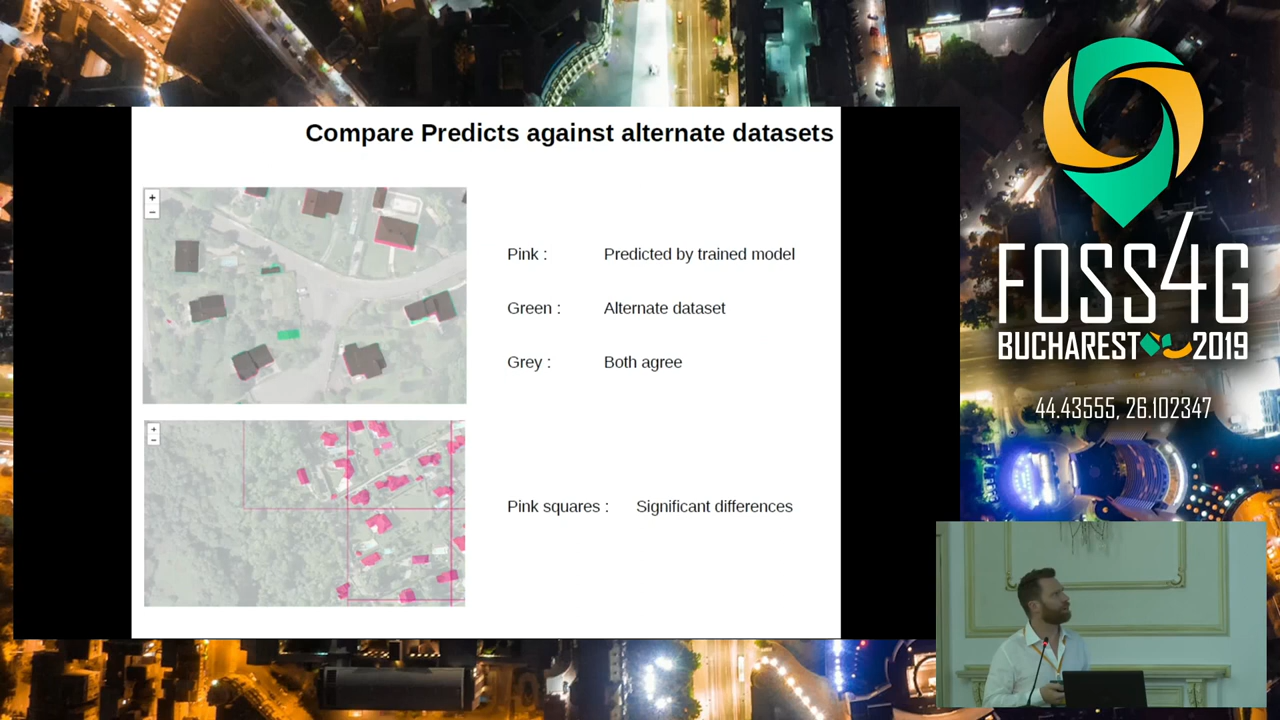 Compare Predicts against alternate datasets
+
−
Pink : Predicted by trained model
Green : Alternate dataset
Grey : Both agree
+
−
Pink squares : Significant differences
FOSS4G
BUCHAREST 2019
44.43555, 26.102347